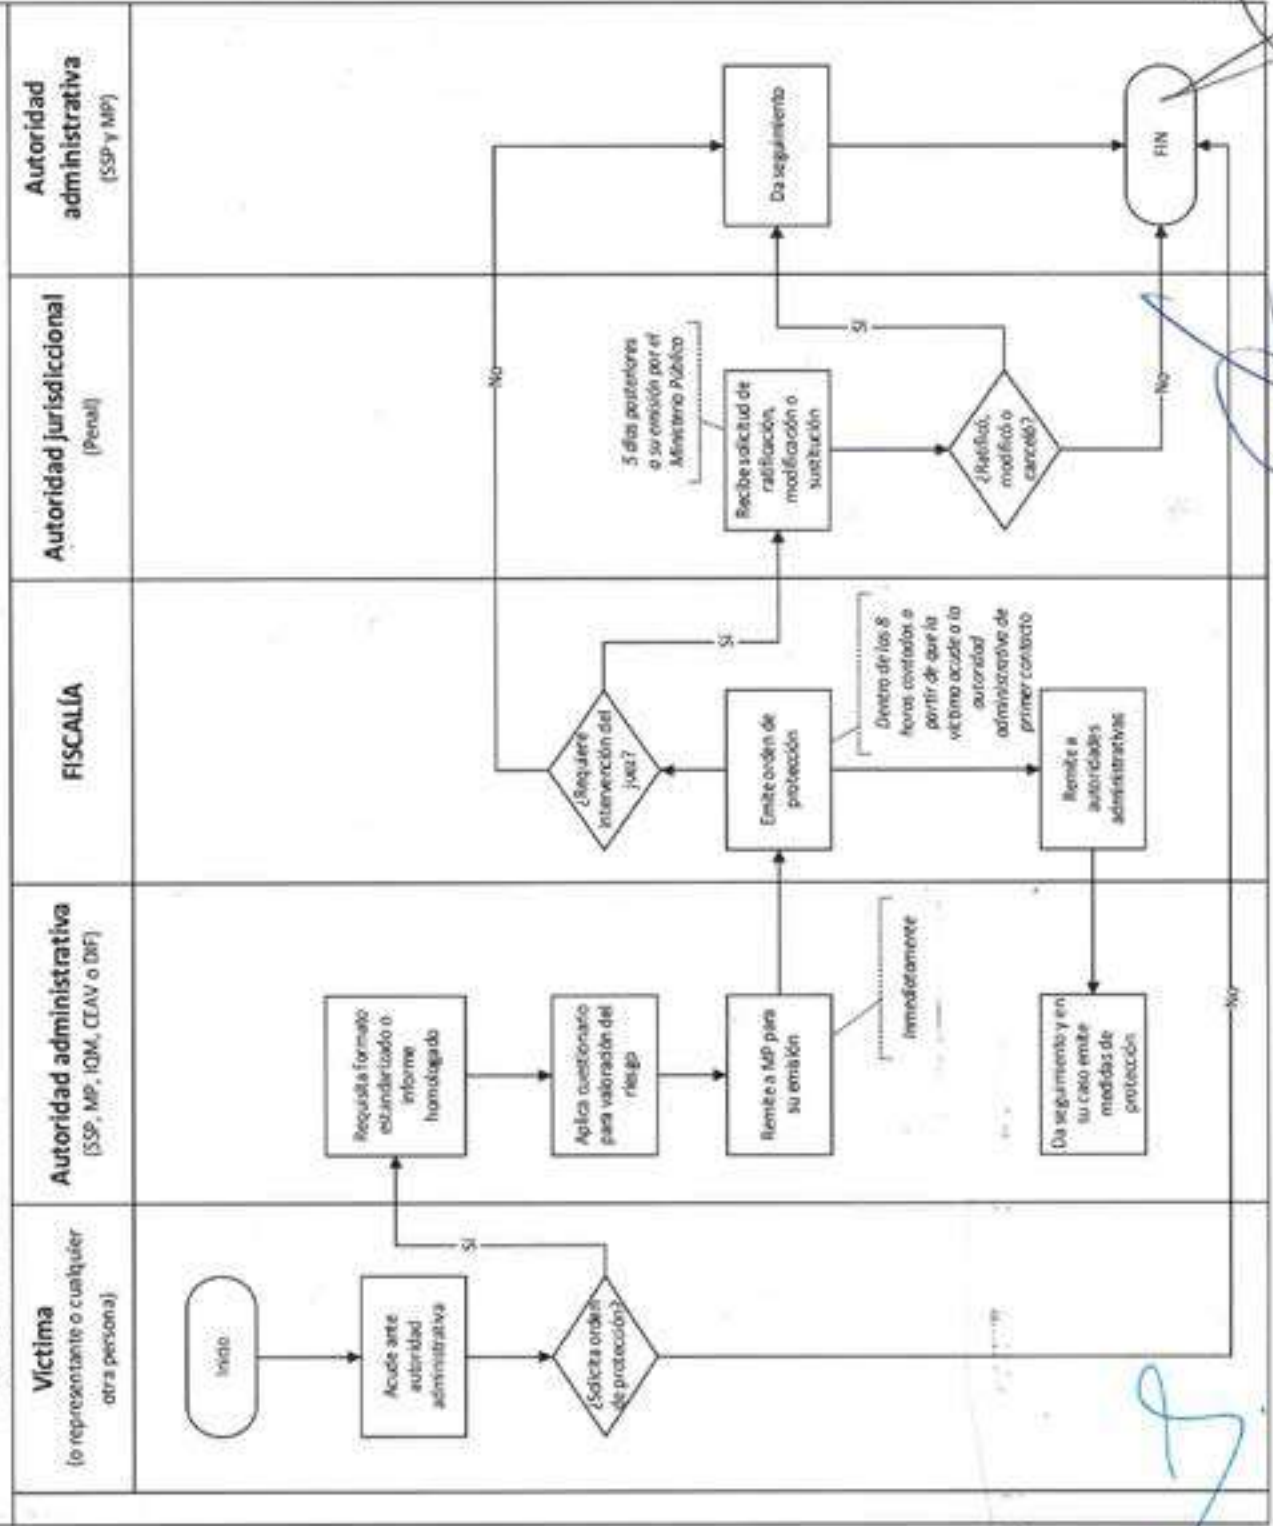 Víctima
(o representante o cualquier
otra persona)
Autoridad administrativa
(SSP, MP, IQM, CEAV o DIF)
FISCALÍA
Autoridad jurisdiccional
(Penal)
Autoridad
administrativa
(SSP y MP)
Inicio
Acude ante
autoridad
administrativa
¿Solicita orden
de protección?
SI
No
Requisita formato
estandarizado o
informe
homologado
Aplica cuestionario
para valoración del
riesgo
Remite a MP para
su emisión
Inmediatamente
Emite orden de
protección
Dentro de las 8
horas contadas a
partir de que la
víctima acude a la
autoridad
administrativa de
primer contacto
¿Requiere
intervención del
juez?
SI
No
Remite a
autoridades
administrativas
Da seguimiento y en
su caso emite
medidas de
protección
5 días posteriores
a su emisión por el
Ministerio Público
Recibe solicitud de
ratificación,
modificación o
sustitución
¿Ratificó,
modificó o
canceló?
SI
No
Da seguimiento
FIN